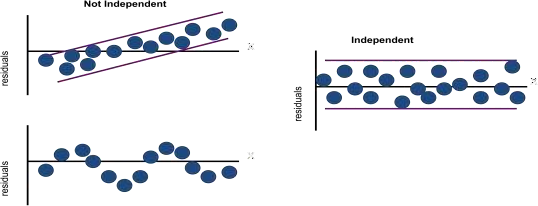 Not Independent
residuals
X
residuals
X
Independent
residuals
X